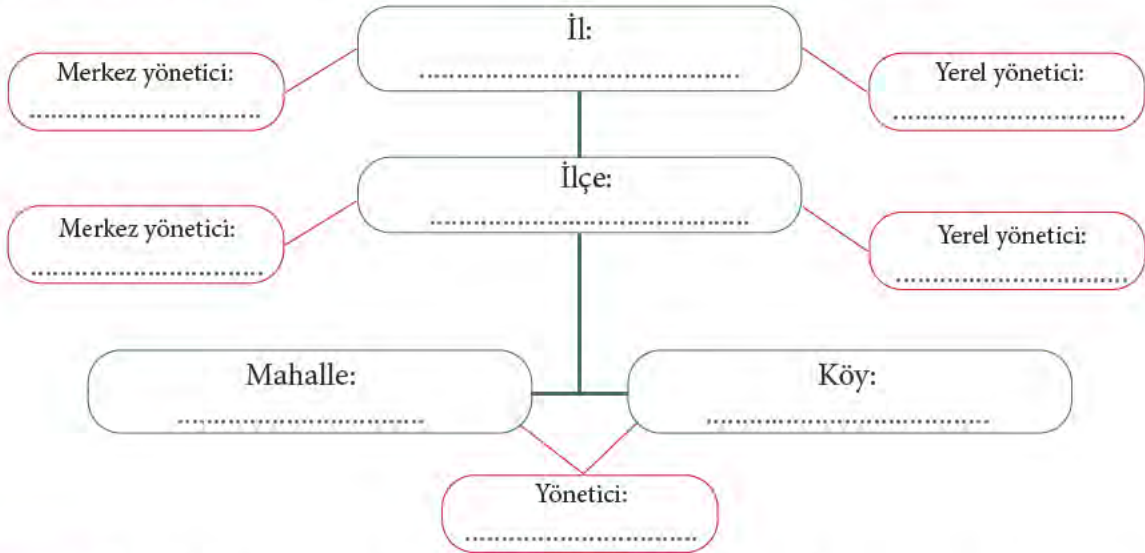 İl:
................................................
Merkez yönetici:
...................................
Yerel yönetici:
...................................
İlçe:
................................................
Merkez yönetici:
...................................
Yerel yönetici:
...................................
Mahalle:
.....................................
Köy:
...........................................
Yönetici:
...................................